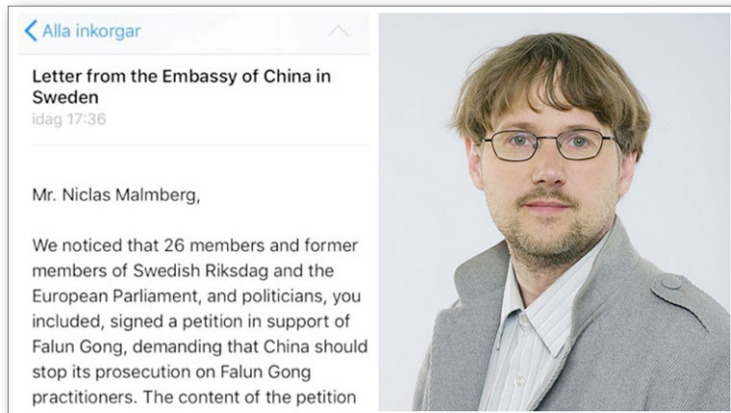 Alla inkorgar
Letter from the Embassy of China in
Sweden
idag 17:36
Mr. Niclas Malmberg,
We noticed that 26 members and former
members of Swedish Riksdag and the
European Parliament, and politicians, you
included, signed a petition in support of
Falun Gong, demanding that China should
stop its prosecution on Falun Gong
practitioners. The content of the petition